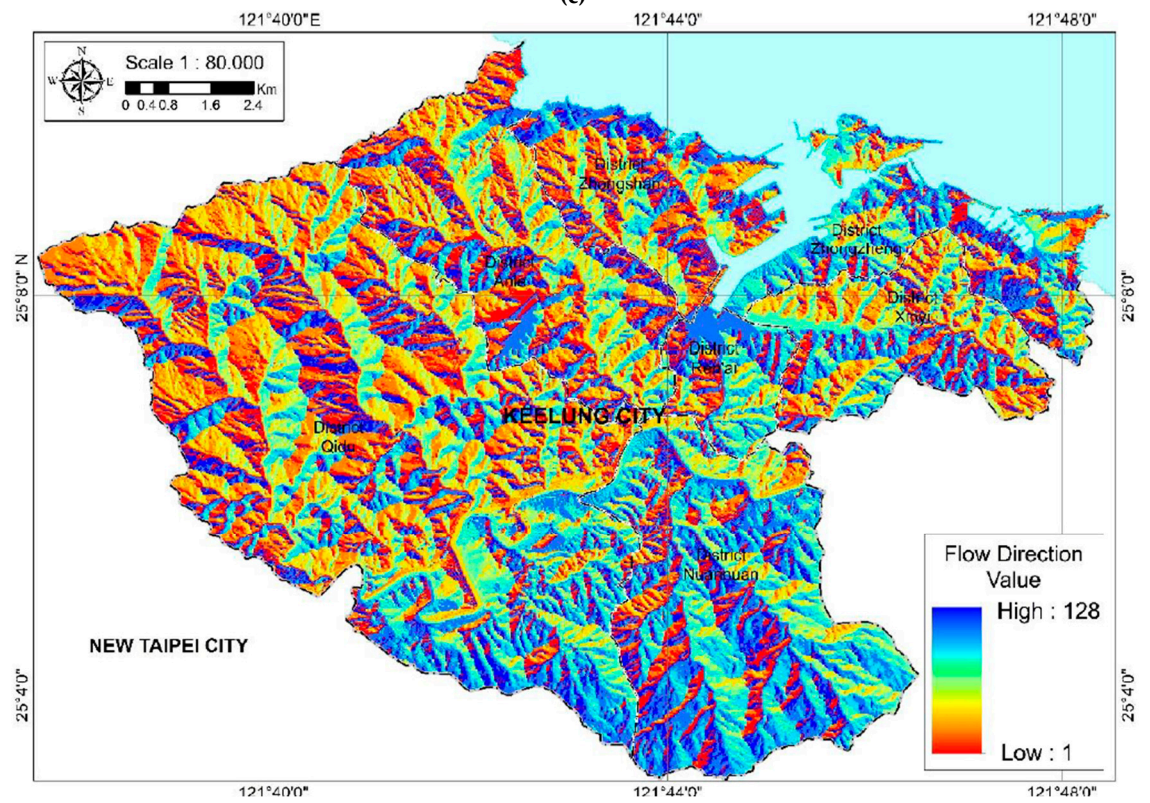 (c)
121°40'0"E
121°44'0"
121°48'0"
N
W
E
S
Scale 1 : 80.000
0 0.4 0.8 1.6 2.4
Km
District
Zhongshan
District
Zhongzheng
District
Anle
25°8'0" N
25°8'0"
District
Xinyi
District
Ren'ai
KEELUNG CITY
District
Qidu
District
Nuannuan
Flow Direction
Value
High : 128
Low : 1
NEW TAIPEI CITY
25°4'0"
25°4'0"
121°40'0"
121°44'0"
121°48'0"